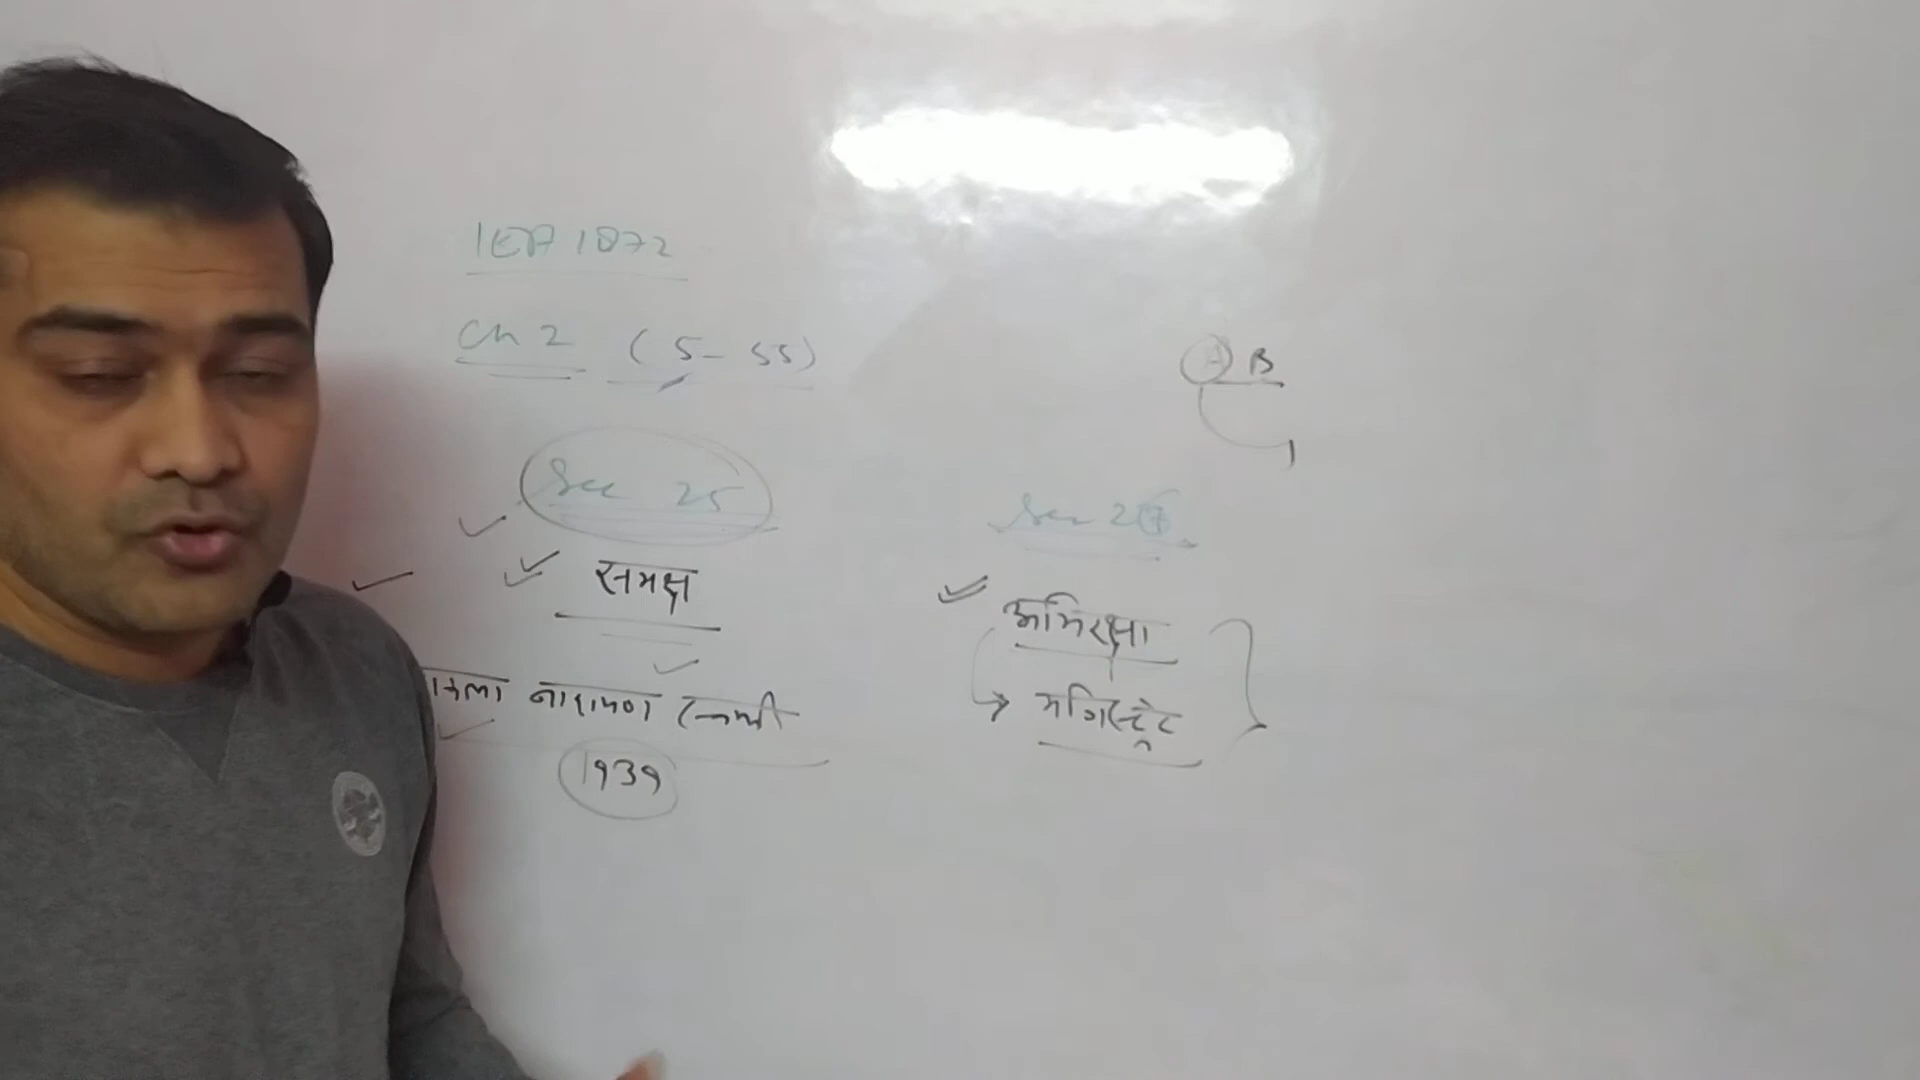 IEA 1872
Ch 2 (5-55)
A B
Sec 25
Sec 26
समक्ष
अभिरक्षा
नारायण स्वामी
मजिस्ट्रेट
1939